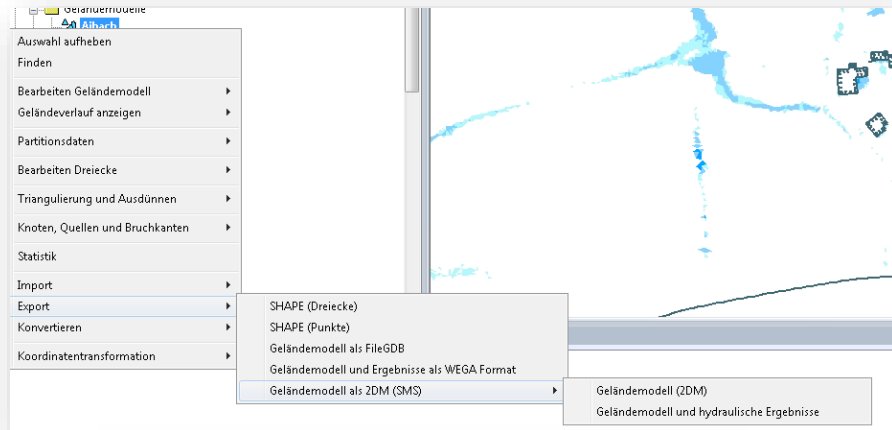 Geländemodelle
Aibach
Auswahl aufheben
Finden
Bearbeiten Geländemodell
Geländeverlauf anzeigen
Partitionsdaten
Bearbeiten Dreiecke
Triangulierung und Ausdünnen
Knoten, Quellen und Bruchkanten
Statistik
Import
Export
Konvertieren
Koordinatentransformation
SHAPE (Dreiecke)
SHAPE (Punkte)
Geländemodell als FileGDB
Geländemodell und Ergebnisse als WEGA Format
Geländemodell als 2DM (SMS)
Geländemodell (2DM)
Geländemodell und hydraulische Ergebnisse